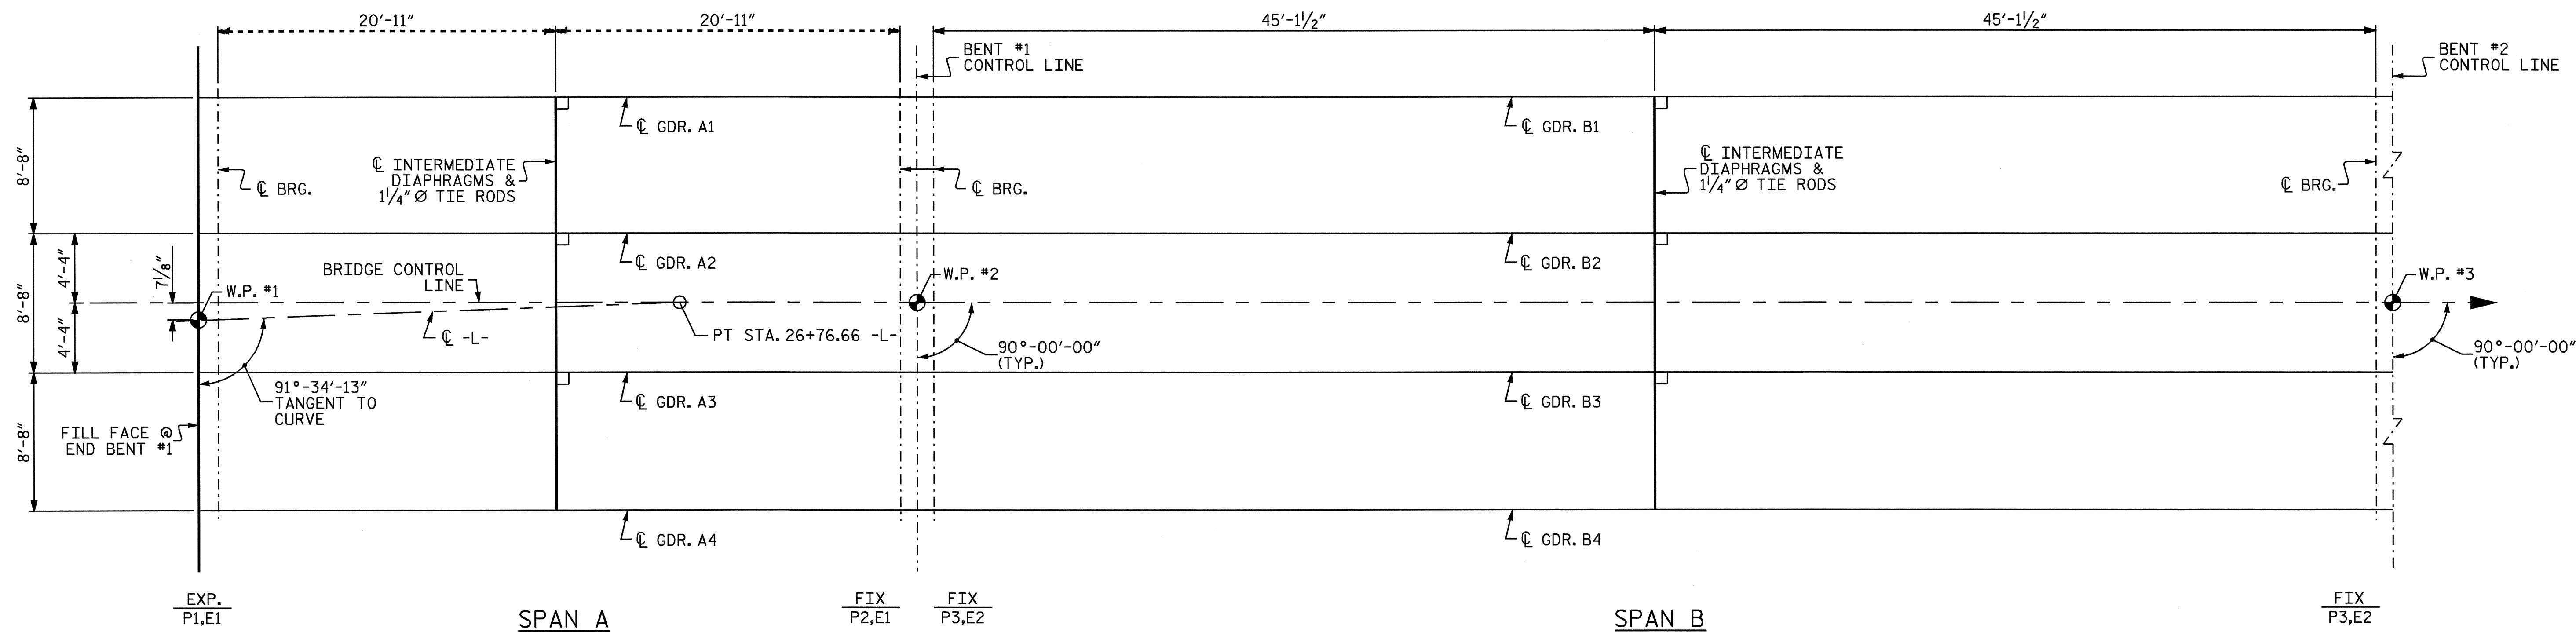 20'-11"
20'-11"
45'-1½"
45'-1½"
BENT #1
CONTROL LINE
BENT #2
CONTROL LINE
℄ GDR. A1
℄ GDR. B1
8'-8"
℄ INTERMEDIATE
DIAPHRAGMS &
1¼" Ø TIE RODS
℄ BRG.
℄ BRG.
℄ INTERMEDIATE
DIAPHRAGMS &
1¼" Ø TIE RODS
℄ BRG.
8'-8"
4'-4"
4'-4"
7⅛"
℄ GDR. A2
℄ GDR. B2
BRIDGE CONTROL
LINE
W.P. #1
W.P. #2
W.P. #3
℄ -L-
PT STA. 26+76.66 -L-
90°-00'-00"
(TYP.)
90°-00'-00"
(TYP.)
91°-34'-13"
TANGENT TO
CURVE
℄ GDR. A3
℄ GDR. B3
8'-8"
FILL FACE @
END BENT #1
℄ GDR. A4
℄ GDR. B4
EXP.
P1,E1
SPAN A
FIX
P2,E1
FIX
P3,E2
SPAN B
FIX
P3,E2